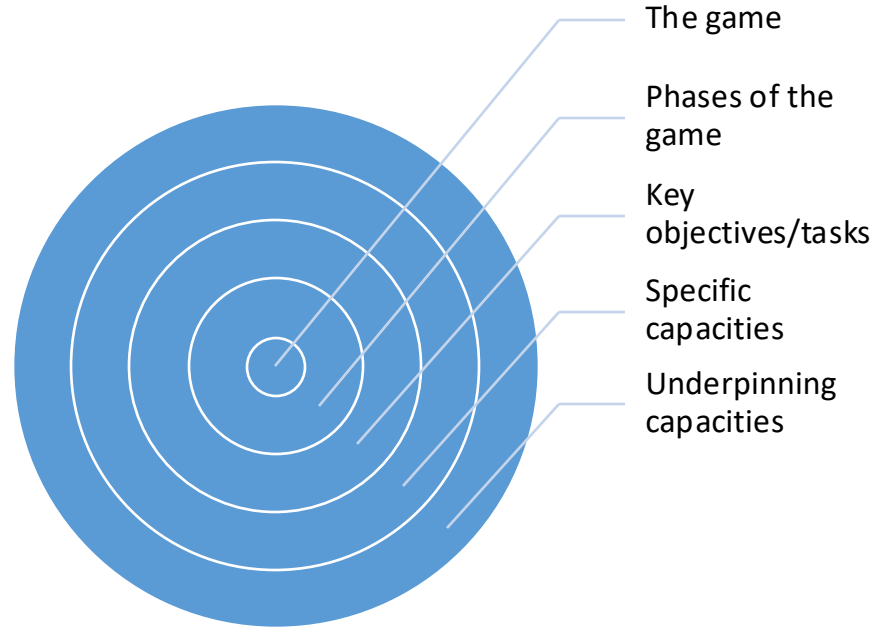 The game
Phases of the
game
Key
objectives/tasks
Specific
capacities
Underpinning
capacities